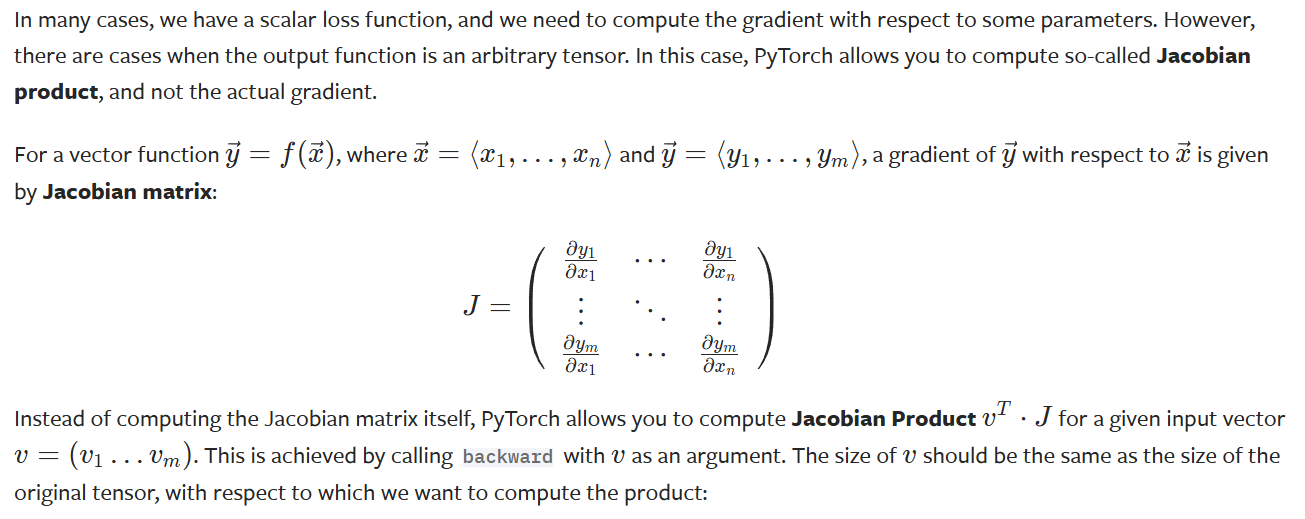 In many cases, we have a scalar loss function, and we need to compute the gradient with respect to some parameters. However,
there are cases when the output function is an arbitrary tensor. In this case, PyTorch allows you to compute so-called Jacobian
product, and not the actual gradient.
For a vector function \vec{y} = f(\vec{x}), where \vec{x} = ⟨x_1, ..., x_n⟩ and \vec{y} = ⟨y_1, ..., y_m⟩, a gradient of \vec{y} with respect to \vec{x} is given
by Jacobian matrix:
J = \begin{pmatrix} \frac{\partial y_1}{\partial x_1} & \cdots & \frac{\partial y_1}{\partial x_n} \\ \vdots & \ddots & \vdots \\ \frac{\partial y_m}{\partial x_1} & \cdots & \frac{\partial y_m}{\partial x_n} \end{pmatrix}
Instead of computing the Jacobian matrix itself, PyTorch allows you to compute Jacobian Product v^T · J for a given input vector
v = (v_1 ... v_m). This is achieved by calling backward with v as an argument. The size of v should be the same as the size of the
original tensor, with respect to which we want to compute the product: